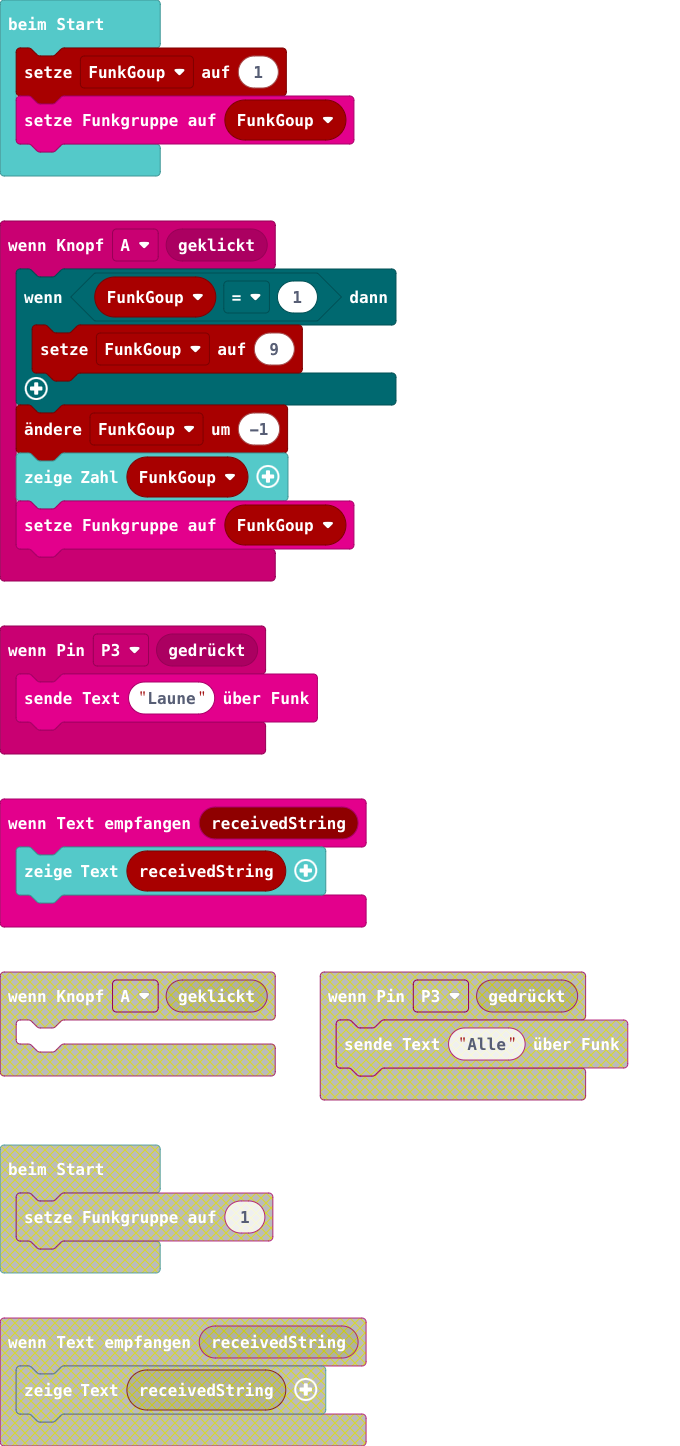 beim Start
setze FunkGoup auf 1
setze Funkgruppe auf FunkGoup
wenn Knopf A geklickt
wenn FunkGoup = 1 dann
setze FunkGoup auf 9
ändere FunkGoup um −1
zeige Zahl FunkGoup
setze Funkgruppe auf FunkGoup
wenn Pin P3 gedrückt
sende Text "Laune" über Funk
wenn Text empfangen receivedString
zeige Text receivedString
wenn Knopf A geklickt
wenn Pin P3 gedrückt
sende Text "Alle" über Funk
beim Start
setze Funkgruppe auf 1
wenn Text empfangen receivedString
zeige Text receivedString